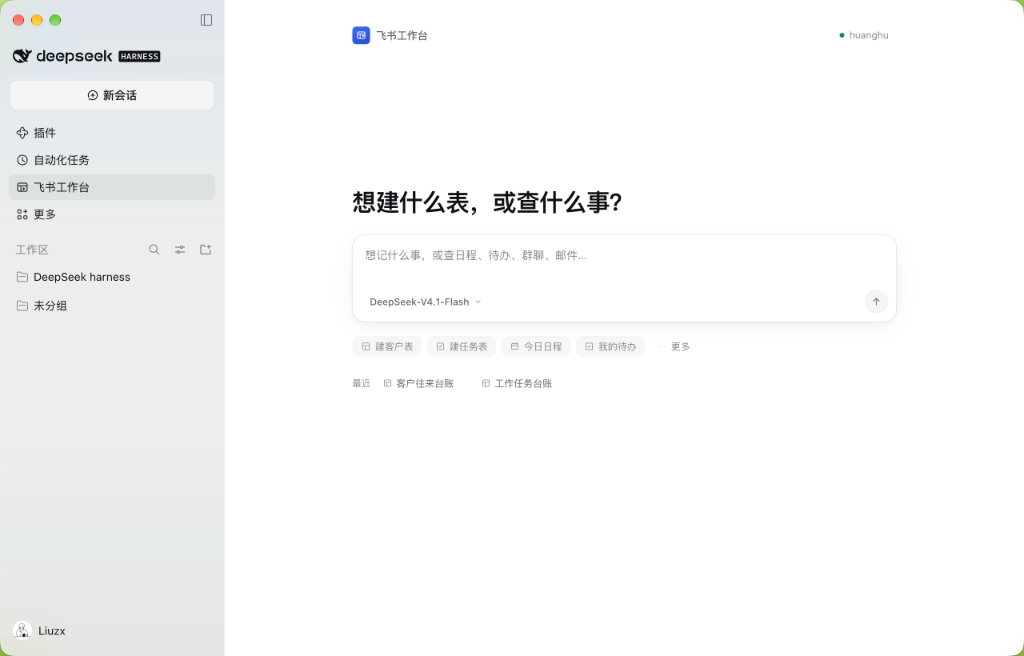 deepseek HARNESS
新会话
插件
自动化任务
飞书工作台
更多
工作区
DeepSeek harness
未分组
Liuzx
飞书工作台
huanghu
想建什么表，或查什么事?
想记什么事，或查日程、待办、群聊、邮件...
DeepSeek-V4.1-Flash
建客户表 建任务表 今日日程 我的待办 ··· 更多
最近 客户往来台账 工作任务台账